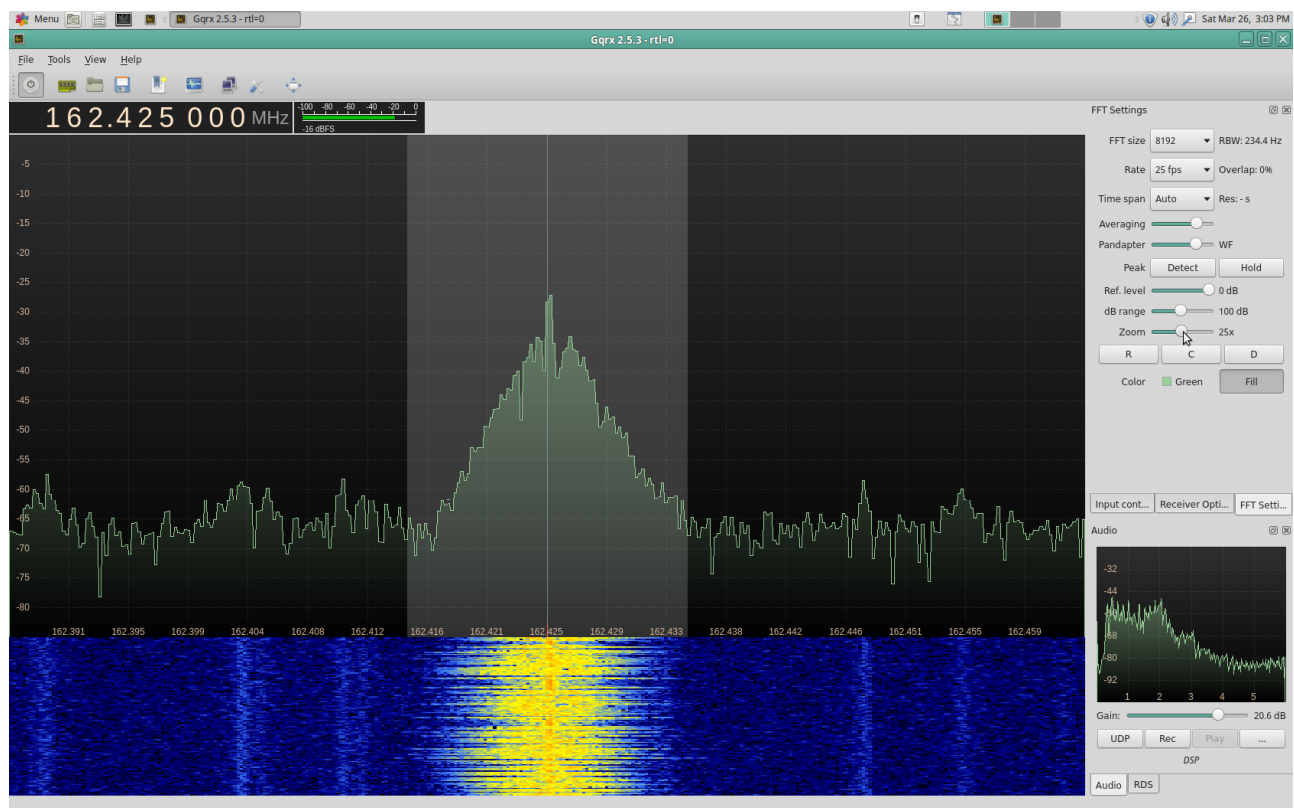 Menu Gqrx 2.5.3 - rtl=0 Sat Mar 26, 3:03 PM
Gqrx 2.5.3 - rtl=0
File Tools View Help
162.425 000 MHz
-100 -80 -60 -40 -20 0
-16 dBFS
-5
-10
-15
-20
-25
-30
-35
-40
-45
-50
-55
-60
-65
-70
-75
-80
162.391 162.395 162.399 162.404 162.408 162.412 162.416 162.421 162.425 162.429 162.433 162.438 162.442 162.446 162.451 162.455 162.459
FFT Settings
FFT size 8192 RBW: 234.4 Hz
Rate 25 fps Overlap: 0%
Time span Auto Res: - s
Averaging
Pandapter WF
Peak Detect Hold
Ref. level 0 dB
dB range 100 dB
Zoom 25x
R C D
Color Green Fill
Input cont... Receiver Opti... FFT Setti...
Audio
-32
-44
-68
-80
-92
1 2 3 4 5
Gain: 20.6 dB
UDP Rec Play ...
DSP
Audio RDS